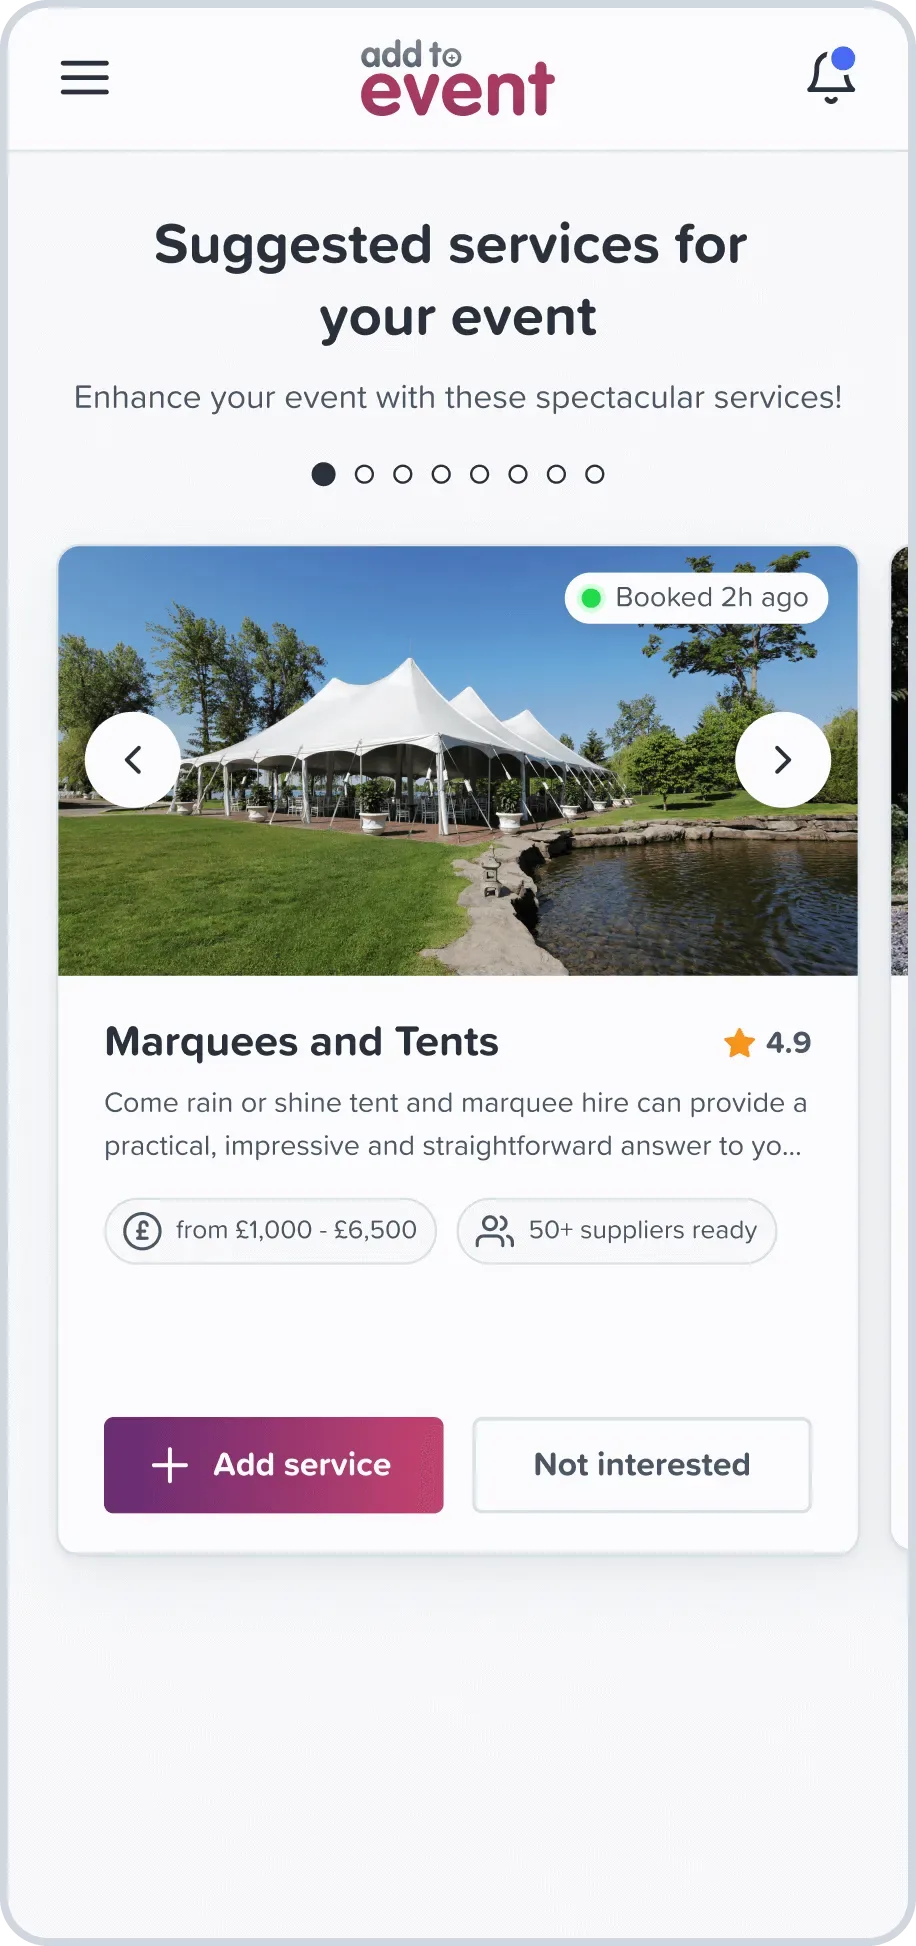 add to
event
Suggested services for
your event
Enhance your event with these spectacular services!
Booked 2h ago
Marquees and Tents
4.9
Come rain or shine tent and marquee hire can provide a
practical, impressive and straightforward answer to yo...
from £1,000 - £6,500
50+ suppliers ready
Add service
Not interested